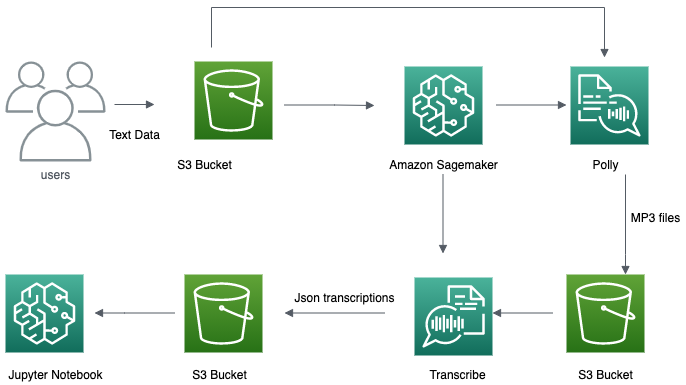 Text Data
users
S3 Bucket
Amazon Sagemaker
Polly
MP3 files
Json transcriptions
Jupyter Notebook
S3 Bucket
Transcribe
S3 Bucket